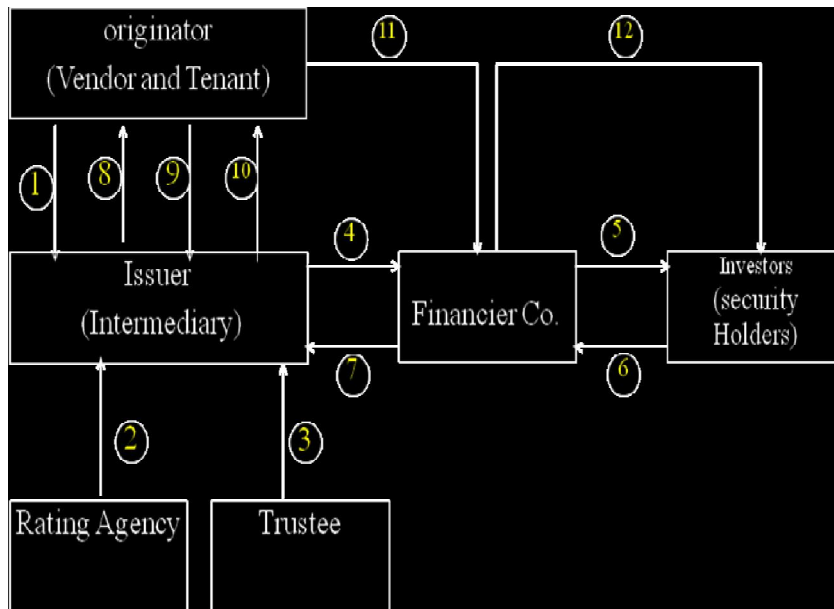 originator
(Vendor and Tenant)
11
12
1
8
9
10
4
5
Issuer
(Intermediary)
Financier Co.
Investors
(security
Holders)
7
6
2
3
Rating Agency
Trustee